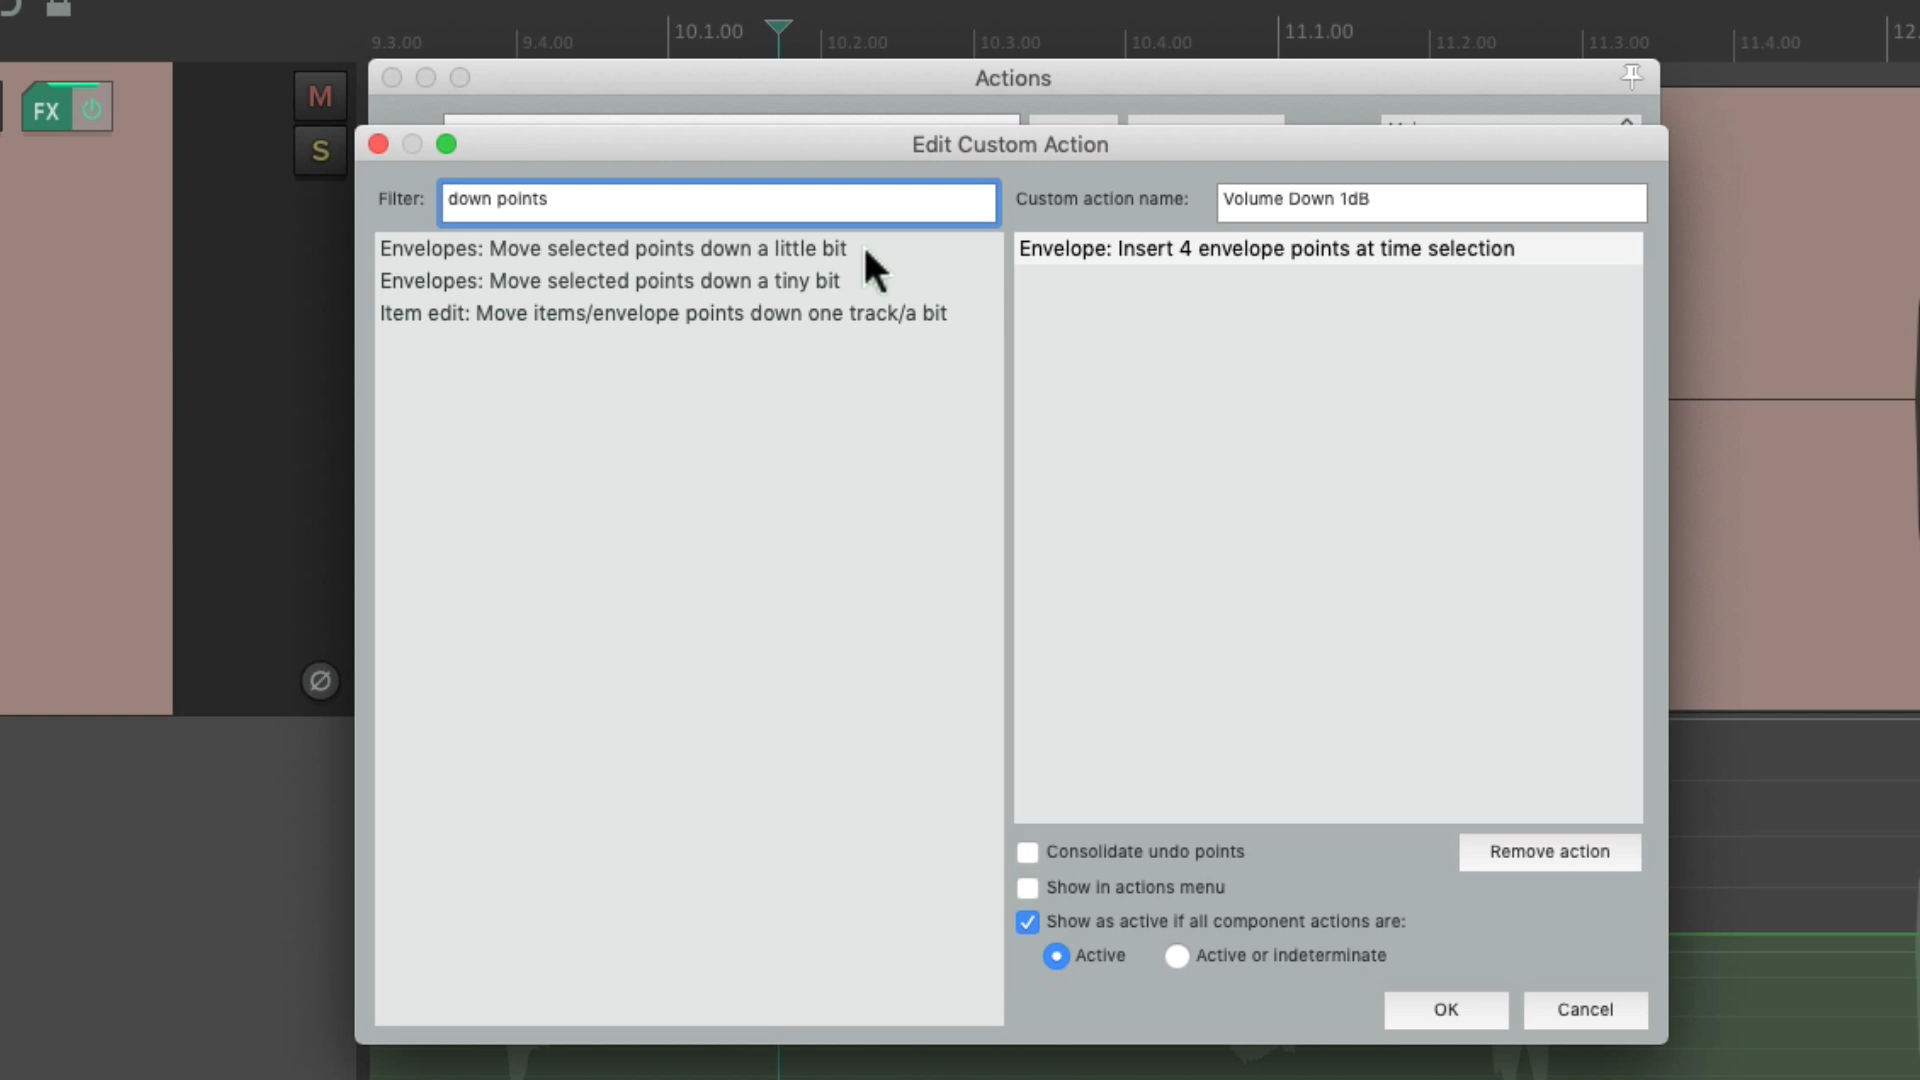 9.3.00
9.4.00
10.1.00
10.2.00
10.3.00
10.4.00
11.1.00
11.2.00
11.3.00
11.4.00
12.
Actions
FX
M
S
Edit Custom Action
Filter:
down points
Custom action name:
Volume Down 1dB
Envelopes: Move selected points down a little bit
Envelopes: Move selected points down a tiny bit
Item edit: Move items/envelope points down one track/a bit
Envelope: Insert 4 envelope points at time selection
Consolidate undo points
Remove action
Show in actions menu
Show as active if all component actions are:
Active
Active or indeterminate
OK
Cancel